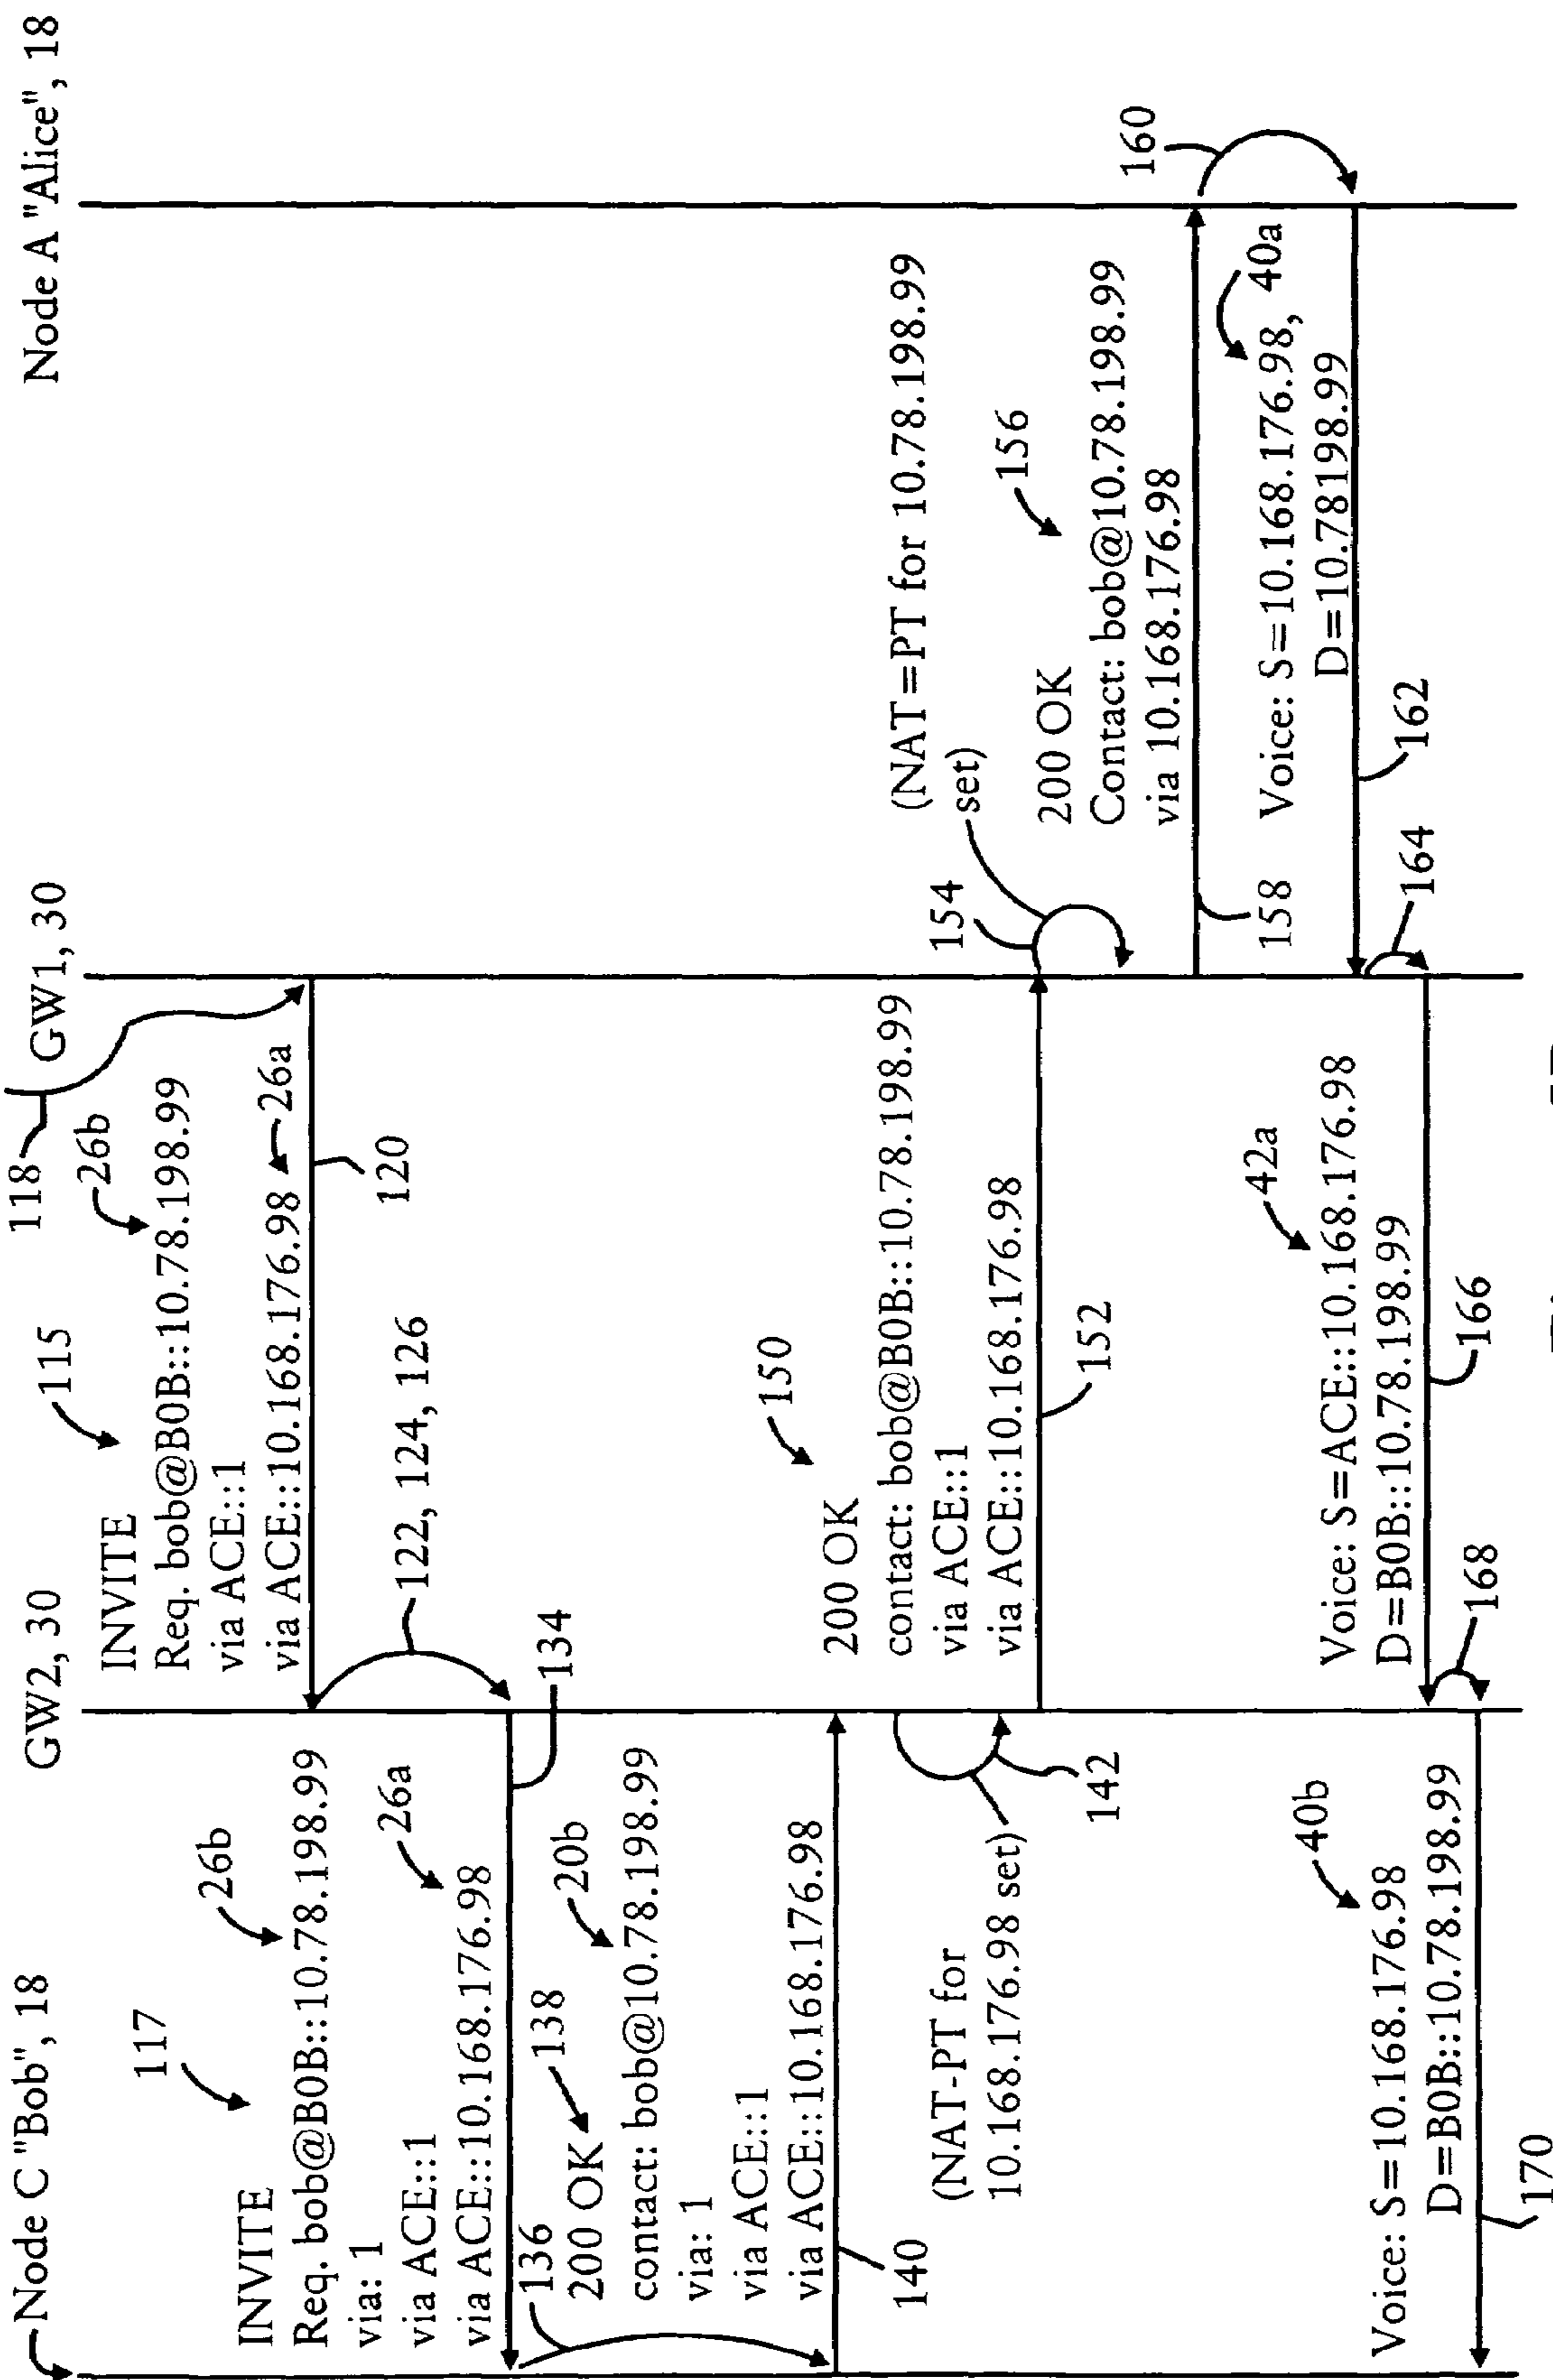 Node C "Bob", 18
GW2, 30
GW1, 30
Node A "Alice", 18
118
115
26b
INVITE
Req. bob@B0B::10.78.198.99
via ACE::1
via ACE::10.168.176.98
26a
120
122, 124, 126
117
26b
INVITE
Req. bob@B0B::10.78.198.99
via: 1
via ACE::1
via ACE::10.168.176.98
26a
134
136
138
20b
200 OK
contact: bob@10.78.198.99
via: 1
via ACE::1
via ACE::10.168.176.98
140
142
(NAT-PT for
10.168.176.98 set)
150
200 OK
contact: bob@B0B::10.78.198.99
via ACE::1
via ACE::10.168.176.98
152
154
(NAT=PT for 10.78.198.99
set)
156
200 OK
Contact: bob@10.78.198.99
via 10.168.176.98
158
160
40a
Voice: S=10.168.176.98,
D=10.78198.99
162
164
42a
Voice: S=ACE::10.168.176.98
D=B0B::10.78.198.99
166
168
40b
Voice: S=10.168.176.98
D=B0B::10.78.198.99
170